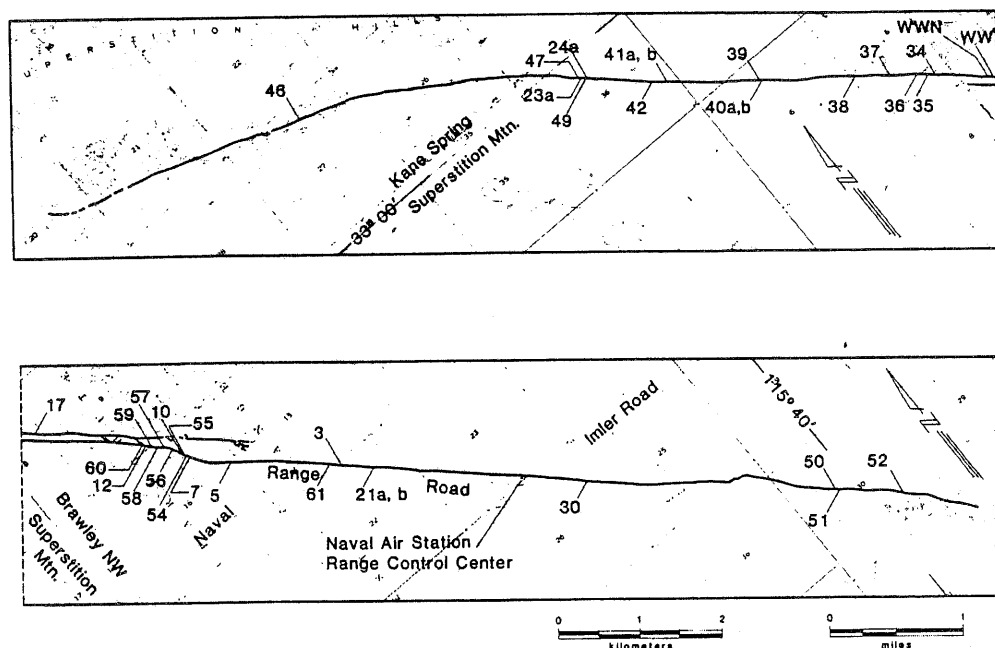 UPERSTITION HILLS
WWN
WW
24a
47
41a, b
39
37
34
46
23a
49
42
40a,b
38
36
35
Kane Spring
Superstition Mtn.
33° 00'
17
59
57
10
55
3
Imler Road
115° 40'
50
52
60
12
58
56
54
7
5
Range
61
21a, b
Road
30
51
Naval
Brawley NW
Superstition
Mtn.
Naval Air Station
Range Control Center
0 1 2
kilometers
0 1
miles